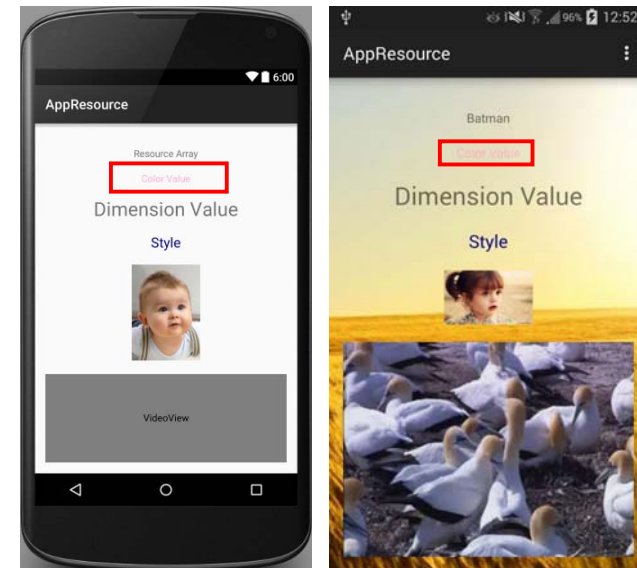 6:00
AppResource
Resource Array
Color Value
Dimension Value
Style
VideoView
96% 12:52
AppResource
Batman
Color Value
Dimension Value
Style